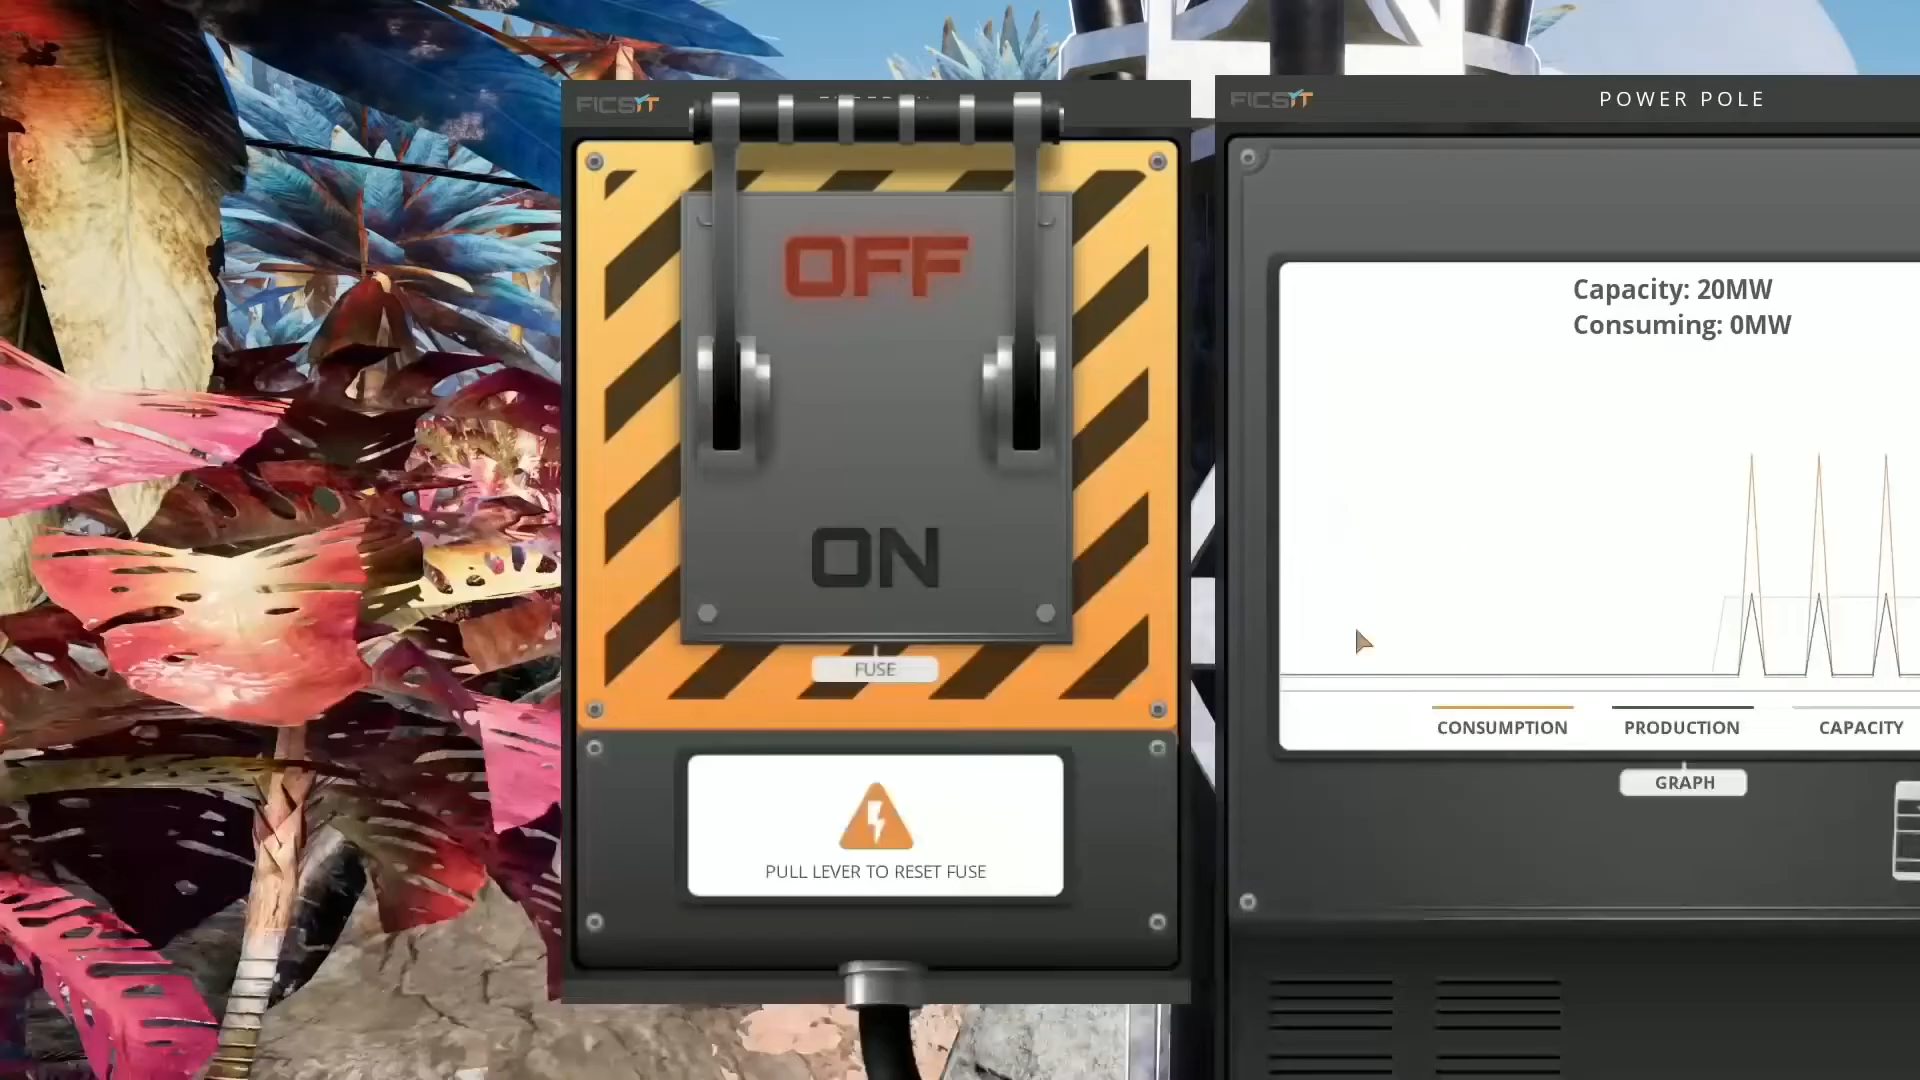 FICSIT
OFF
ON
FUSE
PULL LEVER TO RESET FUSE
FICSIT
POWER POLE
Capacity: 20MW
Consuming: 0MW
CONSUMPTION
PRODUCTION
CAPACITY
GRAPH